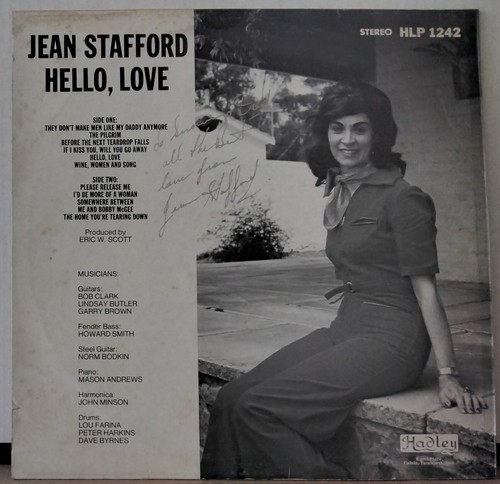 JEAN STAFFORD
HELLO, LOVE
STEREO HLP 1242
SIDE ONE:
THEY DON'T MAKE MEN LIKE MY DADDY ANYMORE
THE PILGRIM
BEFORE THE NEXT TEARDROP FALLS
IF I KISS YOU, WILL YOU GO AWAY
HELLO, LOVE
WINE, WOMEN AND SONG
SIDE TWO:
PLEASE RELEASE ME
I'D BE MORE OF A WOMAN
SOMEWHERE BETWEEN
ME AND BOBBY McGEE
THE HOME YOU'RE TEARING DOWN
Produced by
ERIC W. SCOTT
MUSICIANS:
Guitars:
BOB CLARK
LINDSAY BUTLER
GARRY BROWN
Fender Bass:
HOWARD SMITH
Steel Guitar:
NORM BODKIN
Piano:
MASON ANDREWS
Harmonica:
JOHN MINSON
Drums:
LOU FARINA
PETER HARKINS
DAVE BYRNES
to
all the best
love from
Jean Stafford
Hadley